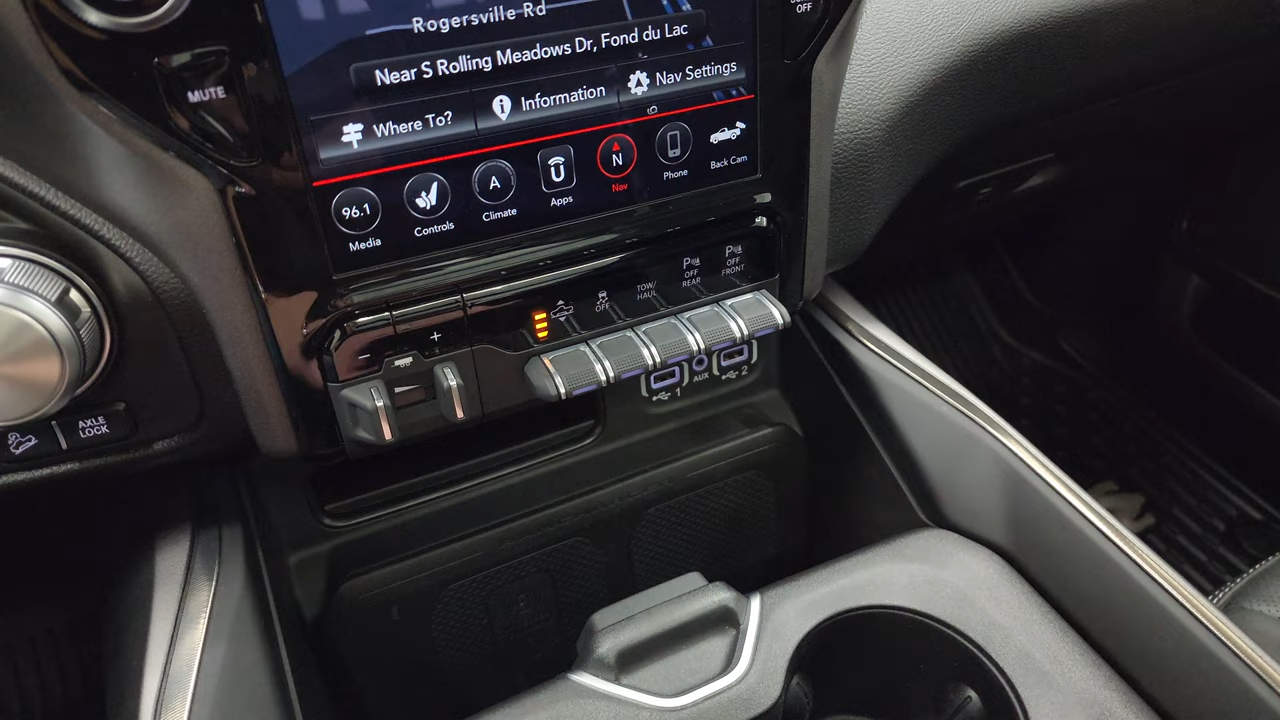 Rogersville Rd
OFF
Near S Rolling Meadows Dr, Fond du Lac
MUTE
Where To?
Information
Nav Settings
96.1
A
U
N
Media
Controls
Climate
Apps
Nav
Phone
Back Cam
- +
OFF
TOW/
HAUL
P
OFF
REAR
P
OFF
FRONT
1
AUX
2
AXLE
LOCK